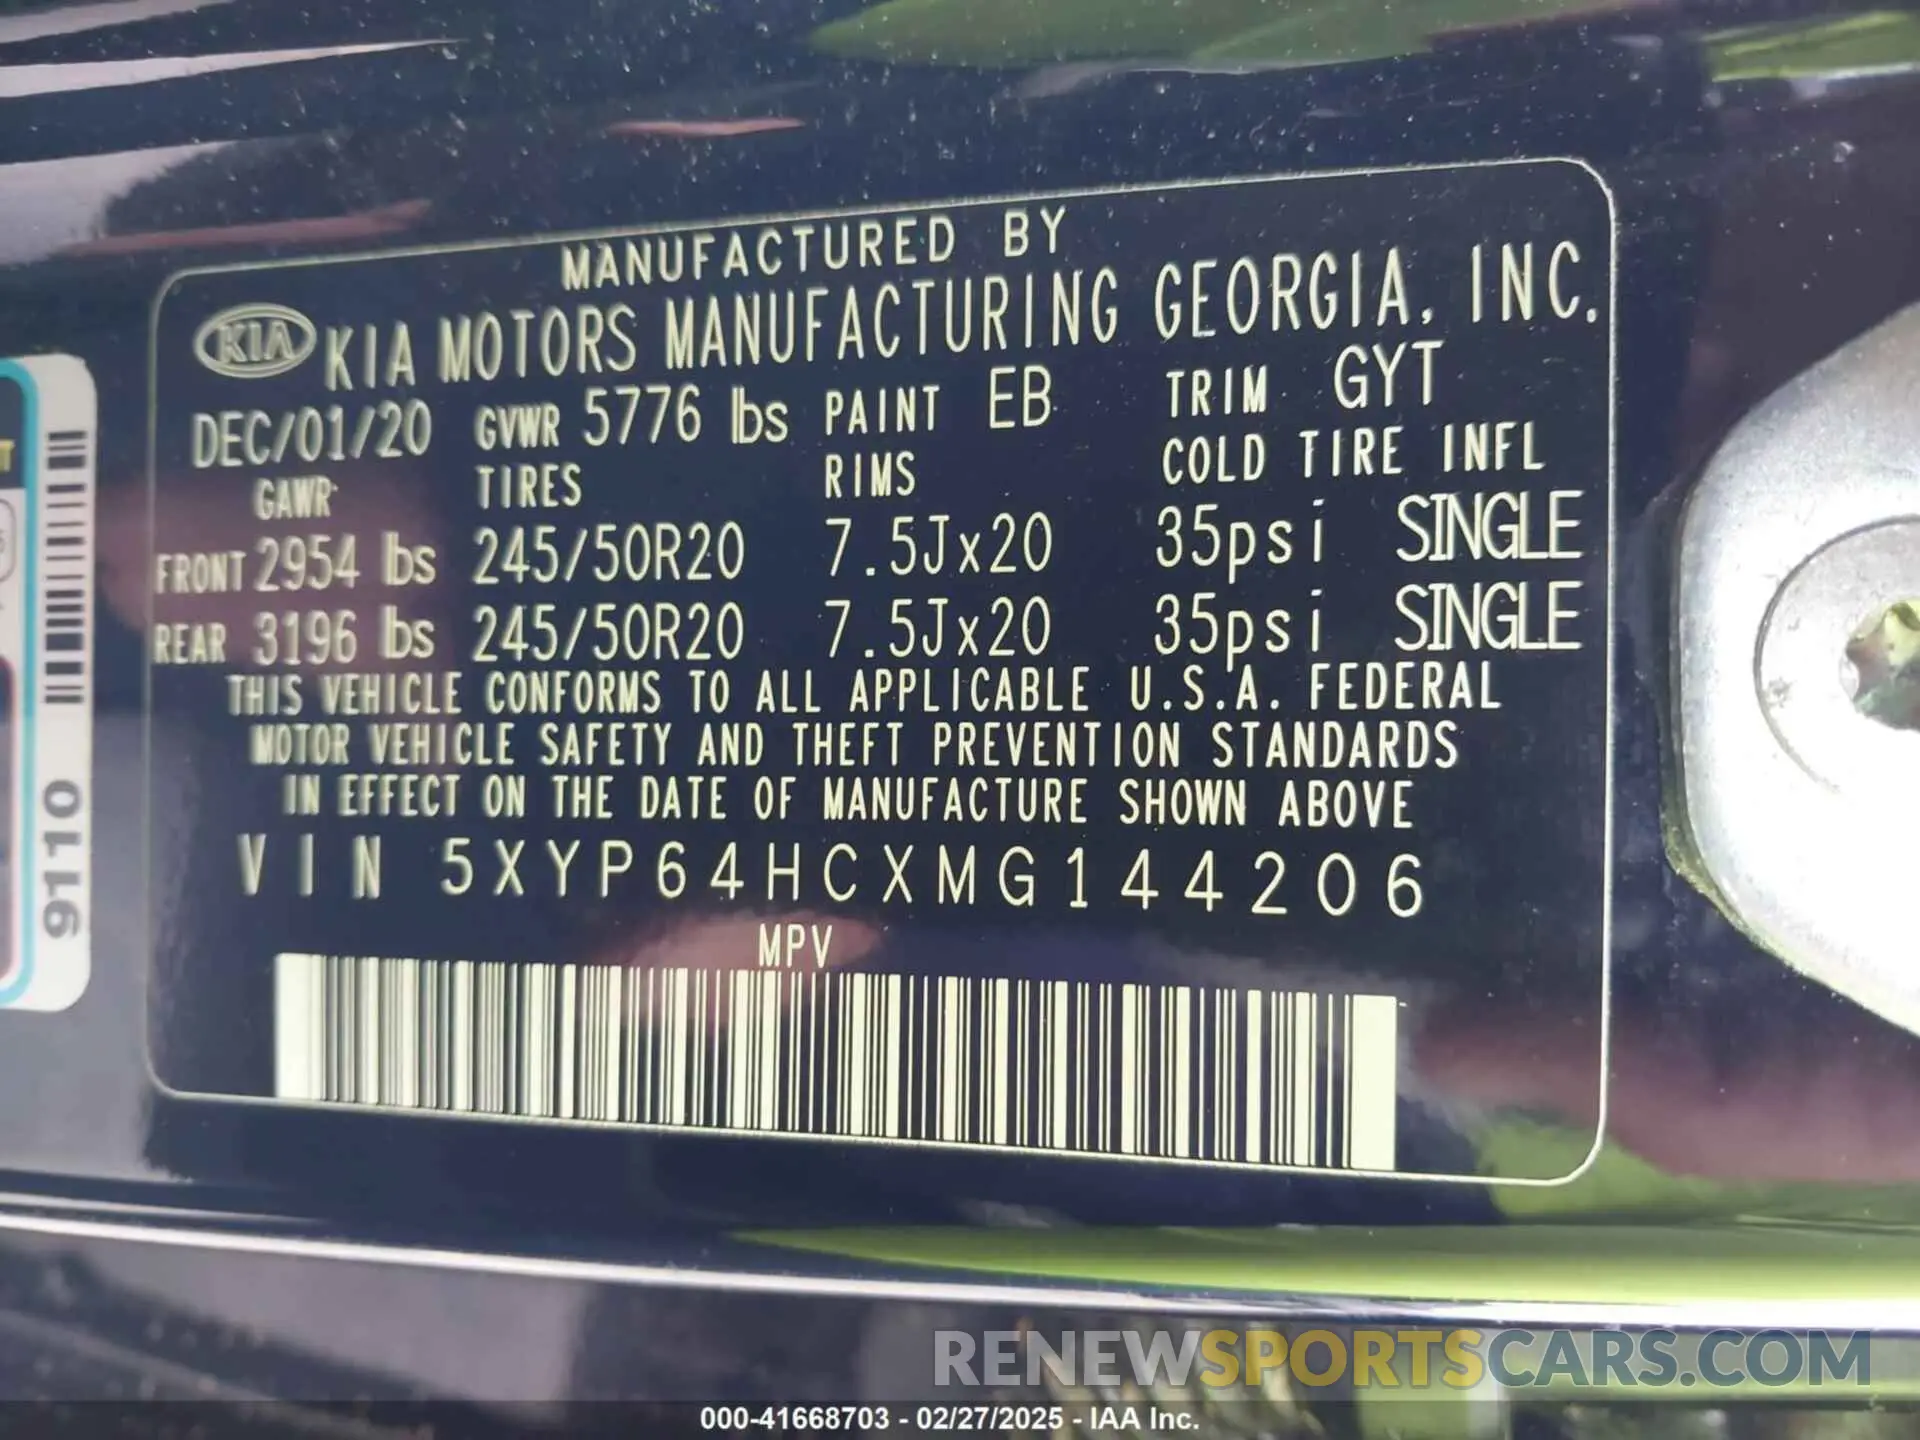 MANUFACTURED BY
KIA KIA MOTORS MANUFACTURING GEORGIA, INC.
DEC/01/20 GVWR 5776 lbs PAINT EB TRIM GYT
GAWR TIRES RIMS COLD TIRE INFL
FRONT 2954 lbs 245/50R20 7.5Jx20 35psi SINGLE
REAR 3196 lbs 245/50R20 7.5Jx20 35psi SINGLE
THIS VEHICLE CONFORMS TO ALL APPLICABLE U.S.A. FEDERAL
MOTOR VEHICLE SAFETY AND THEFT PREVENTION STANDARDS
IN EFFECT ON THE DATE OF MANUFACTURE SHOWN ABOVE
VIN 5XYP64HCXMG144206
MPV
9110
RENEWSPORTSCARS.COM
000-41668703 - 02/27/2025 - IAA Inc.